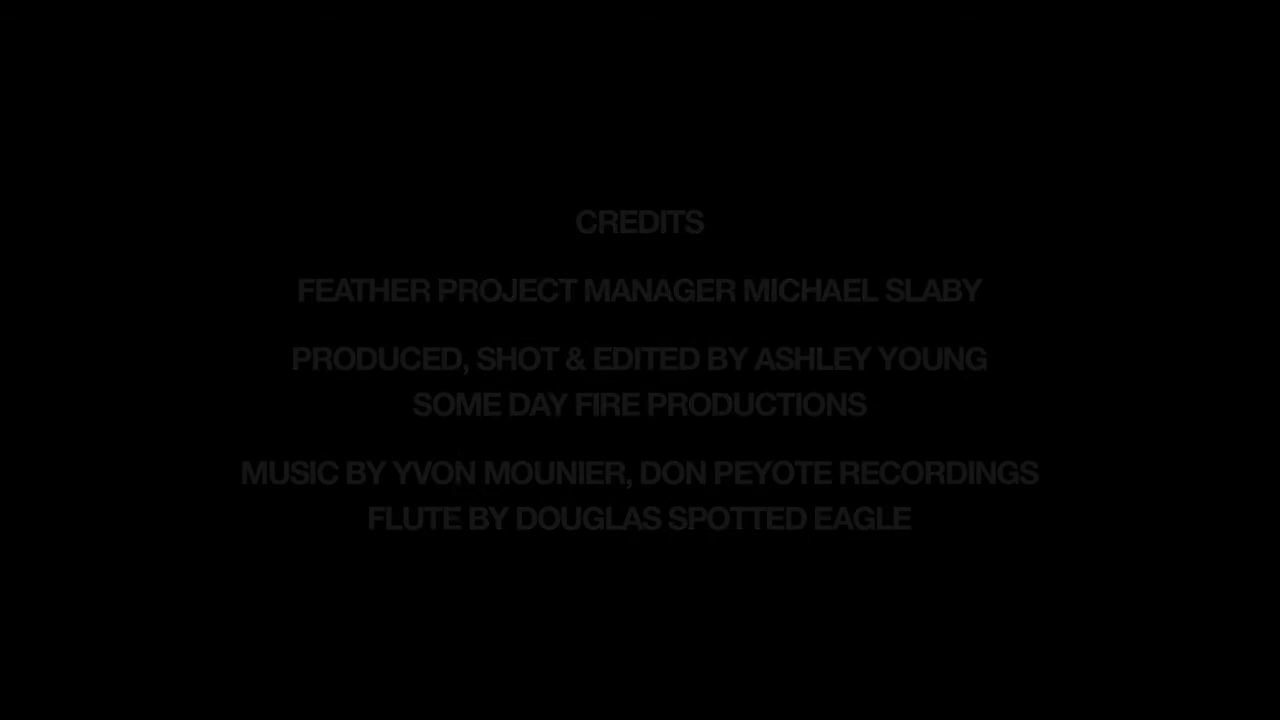 CREDITS
FEATHER PROJECT MANAGER MICHAEL SLABY
PRODUCED, SHOT & EDITED BY ASHLEY YOUNG
SOME DAY FIRE PRODUCTIONS
MUSIC BY YVON MOUNIER, DON PEYOTE RECORDINGS
FLUTE BY DOUGLAS SPOTTED EAGLE